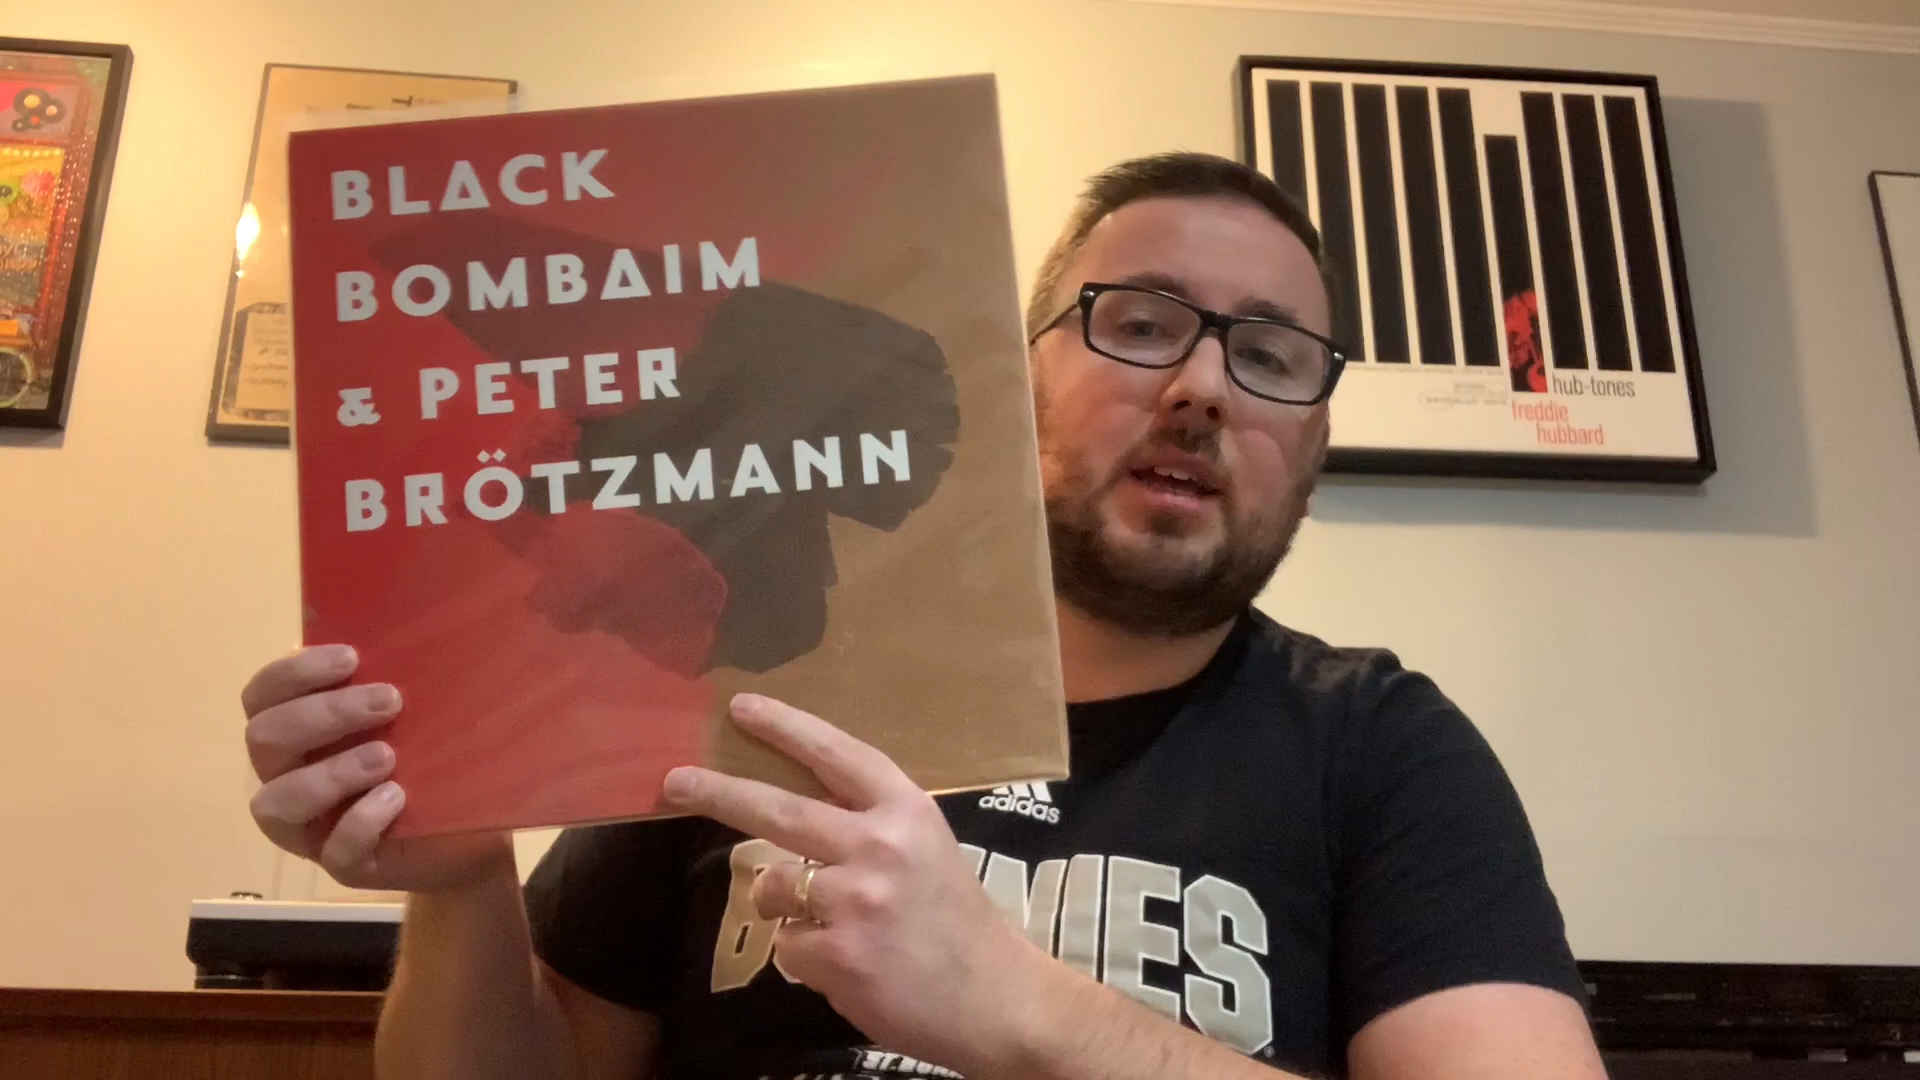 BLACK
BOMBAIM
& PETER
BRÖTZMANN
hub-tones
freddie
hubbard
adidas